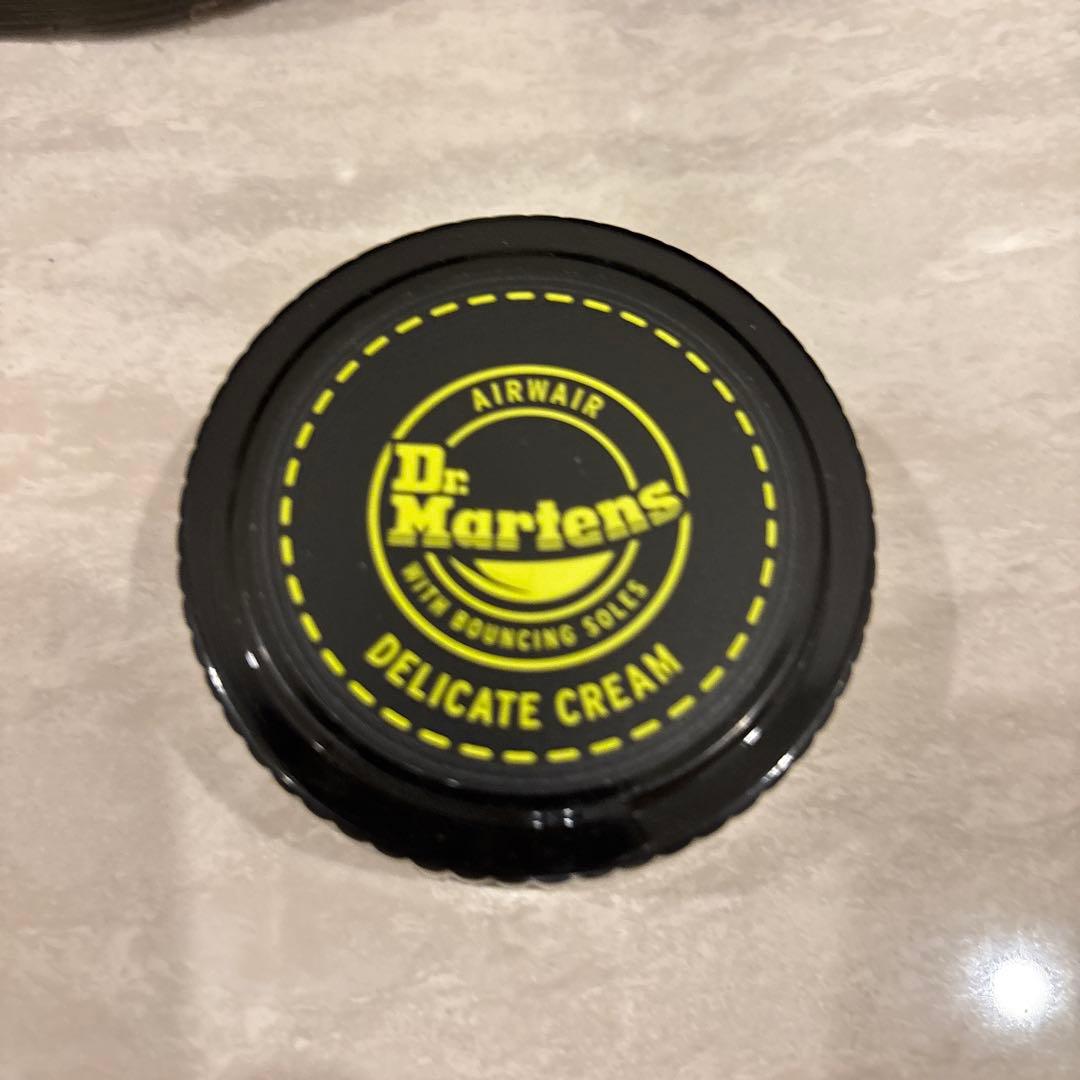 AIRWAIR
Dr.
Martens
WITH BOUNCING SOLES
DELICATE CREAM